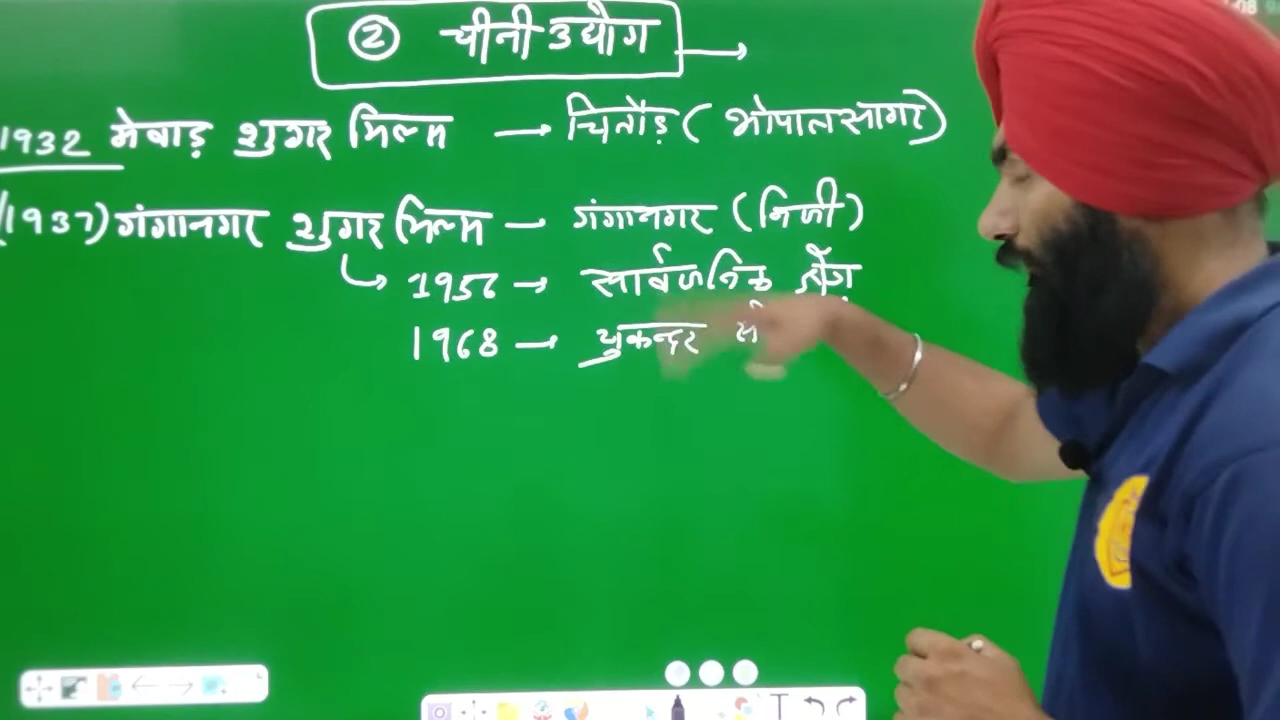 ② चीनी उद्योग →
1932 मेवाड़ शुगर मिल्स → चितौड़ (भोपालसागर)
(1937) गंगानगर शुगर मिल्स — गंगानगर (निजी)
↳ 1956 → सार्वजनिक क्षेत्र
1968 → चुकन्दर से